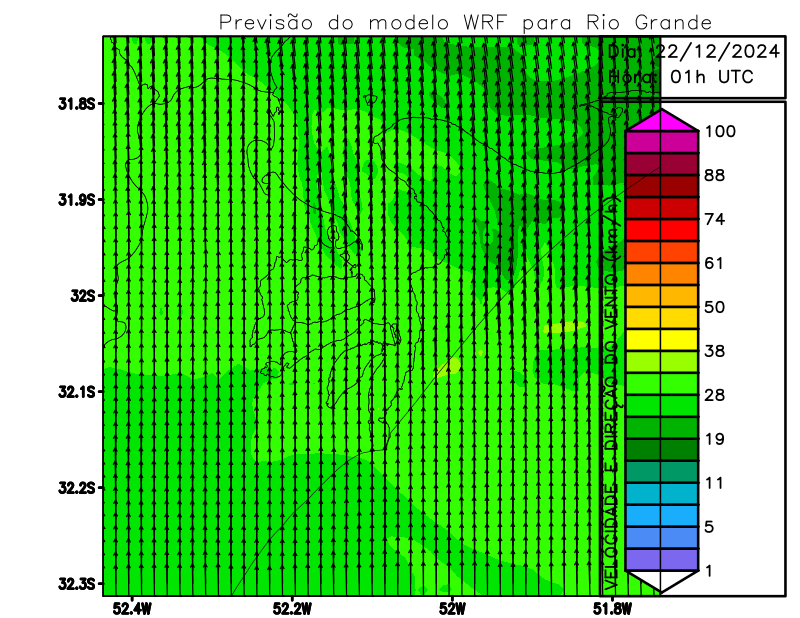 Previsão do modelo WRF para Rio Grande
Dia: 22/12/2024
Hora: 01h UTC
31.8S
31.9S
32S
32.1S
32.2S
32.3S
52.4W
52.2W
52W
51.8W
VELOCIDADE E DIREÇÃO DO VENTO (km/h)
100
88
74
61
50
38
28
19
11
5
1